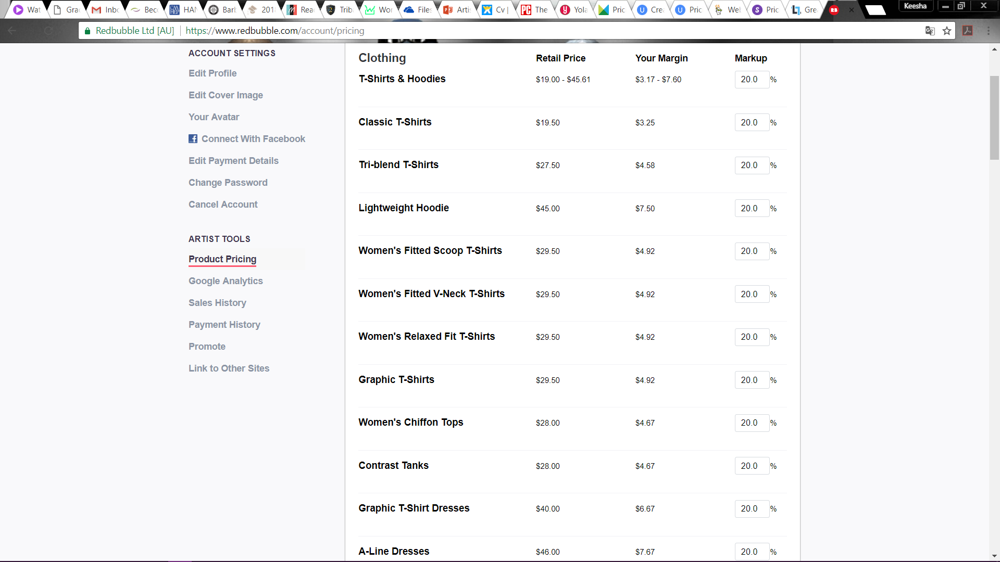 Wat
Grac
Inbo
Beco
HAN
Barb
201
Rea
Trib
Wor
Files
Artis
Cv |
The
Yola
Pric
Crea
Pric
Wel
Pric
Grea
Keesha
Redbubble Ltd [AU] https://www.redbubble.com/account/pricing
ACCOUNT SETTINGS
Edit Profile
Edit Cover Image
Your Avatar
Connect With Facebook
Edit Payment Details
Change Password
Cancel Account
ARTIST TOOLS
Product Pricing
Google Analytics
Sales History
Payment History
Promote
Link to Other Sites
Clothing Retail Price Your Margin Markup
T-Shirts & Hoodies $19.00 - $45.61 $3.17 - $7.60 20.0 %
Classic T-Shirts $19.50 $3.25 20.0 %
Tri-blend T-Shirts $27.50 $4.58 20.0 %
Lightweight Hoodie $45.00 $7.50 20.0 %
Women's Fitted Scoop T-Shirts $29.50 $4.92 20.0 %
Women's Fitted V-Neck T-Shirts $29.50 $4.92 20.0 %
Women's Relaxed Fit T-Shirts $29.50 $4.92 20.0 %
Graphic T-Shirts $29.50 $4.92 20.0 %
Women's Chiffon Tops $28.00 $4.67 20.0 %
Contrast Tanks $28.00 $4.67 20.0 %
Graphic T-Shirt Dresses $40.00 $6.67 20.0 %
A-Line Dresses $46.00 $7.67 20.0 %